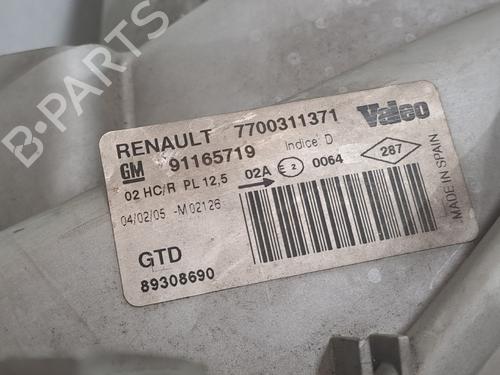 B-PARTS
RENAULT 7700311371 Valeo
GM 91165719 Indice D
02 HC/R PL 12,5 02A E2 0064 287
04/02/05 -M 02126
GTD
89308690
MADE IN SPAIN